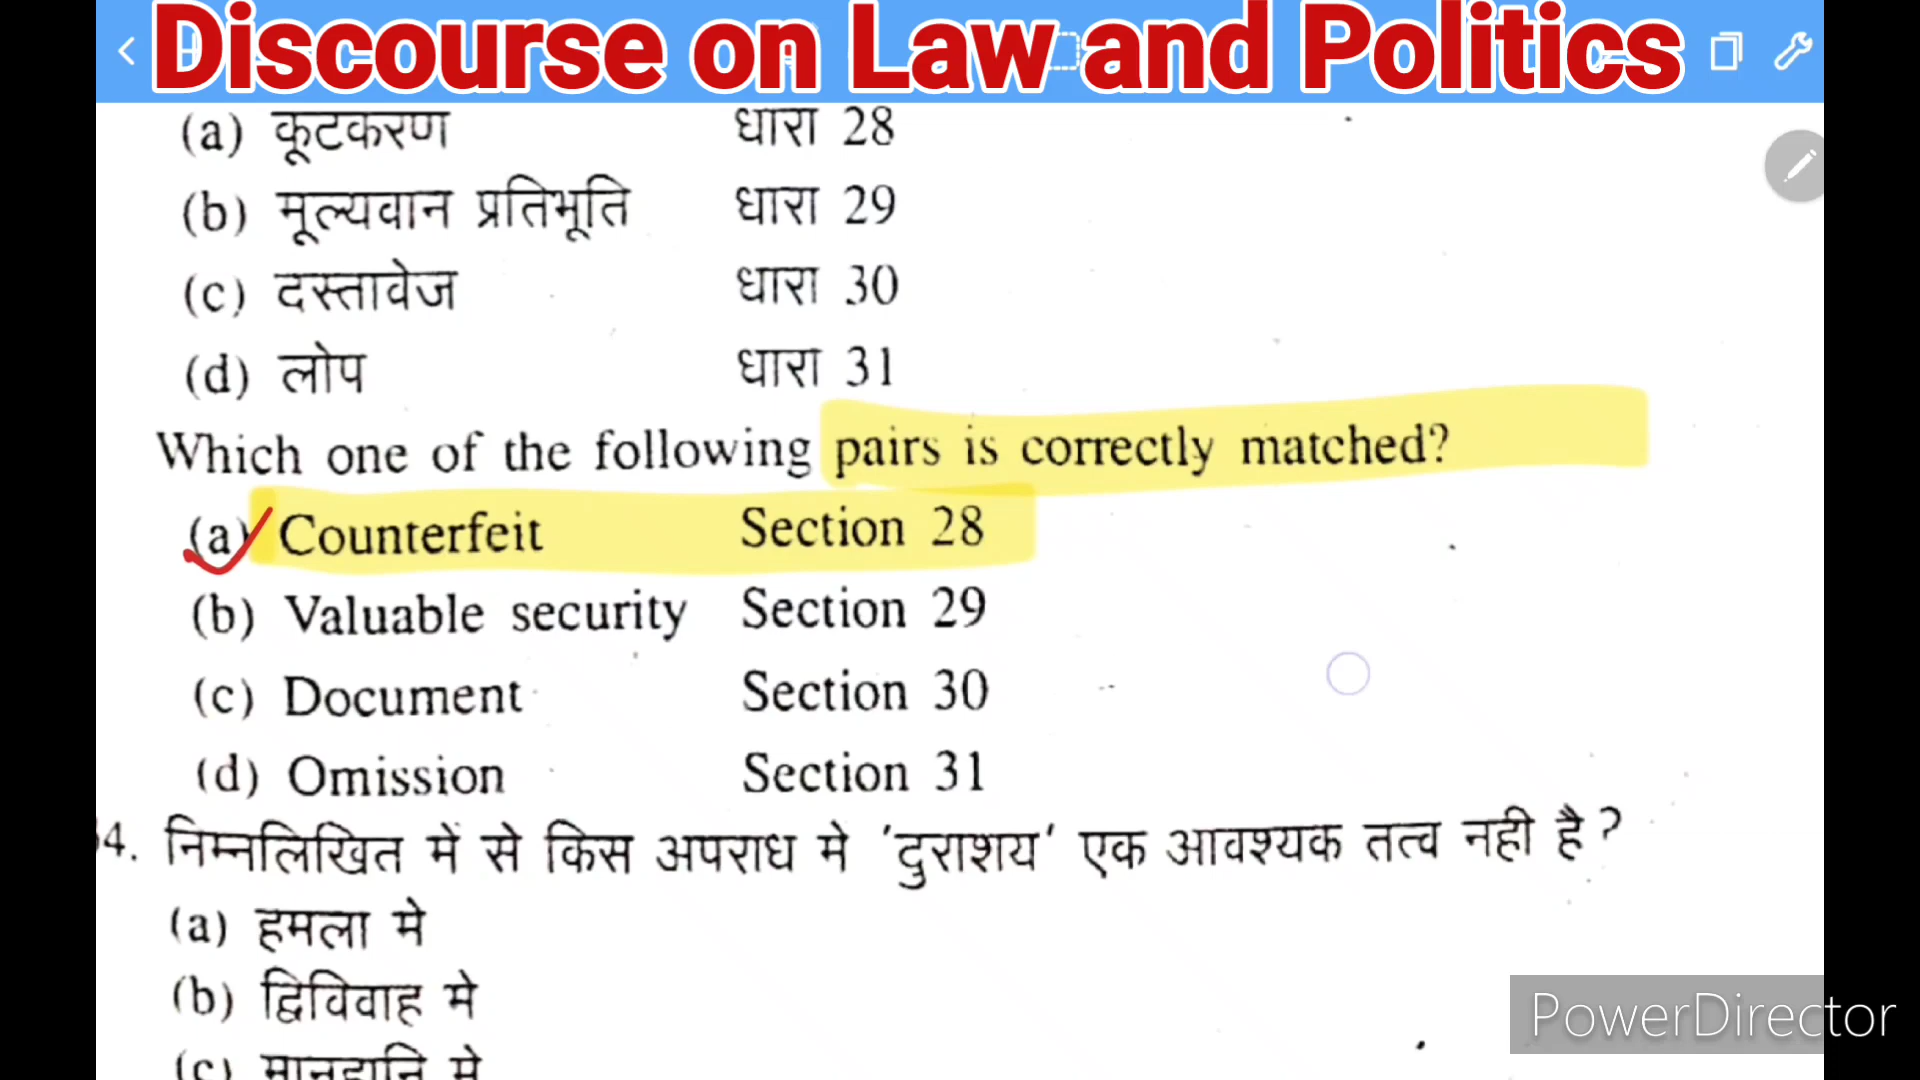 Discourse on Law and Politics
(a) कूटकरण धारा 28
(b) मूल्यवान प्रतिभूति धारा 29
(c) दस्तावेज धारा 30
(d) लोप धारा 31
Which one of the following pairs is correctly matched?
(a) Counterfeit Section 28
(b) Valuable security Section 29
(c) Document Section 30
(d) Omission Section 31
4. निम्नलिखित में से किस अपराध मे 'दुराशय' एक आवश्यक तत्व नही है ?
(a) हमला मे
(b) द्विविवाह मे
(c) मानहानि मे
PowerDirector